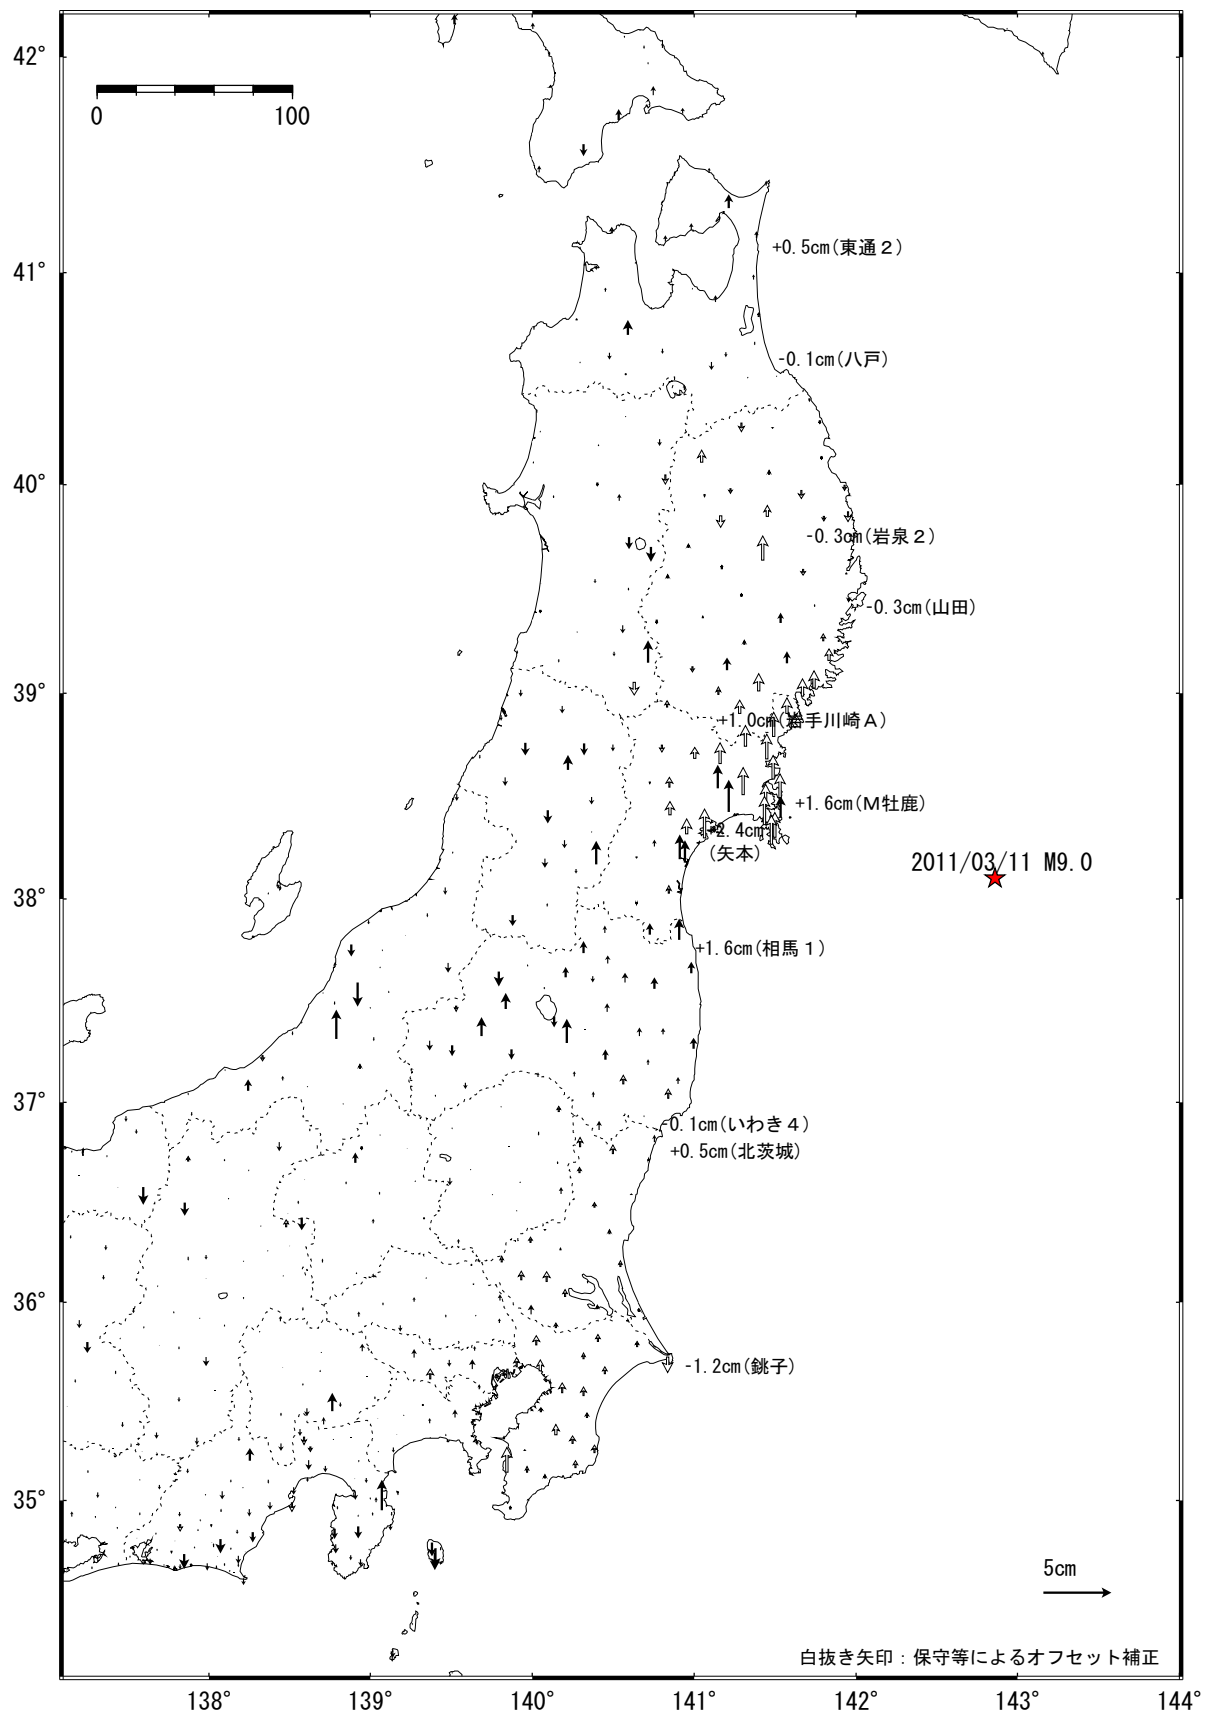 42°
0 100
41°
+0.5cm(東通２)
-0.1cm(八戸)
40°
-0.3cm(岩泉２)
-0.3cm(山田)
39°
+1.0cm(岩手川崎Ａ)
+1.6cm(Ｍ牡鹿)
2.4cm
(矢本)
2011/03/11 M9.0
38°
+1.6cm(相馬１)
37°
-0.1cm(いわき４)
+0.5cm(北茨城)
36°
-1.2cm(銚子)
35°
5cm
白抜き矢印：保守等によるオフセット補正
138° 139° 140° 141° 142° 143° 144°